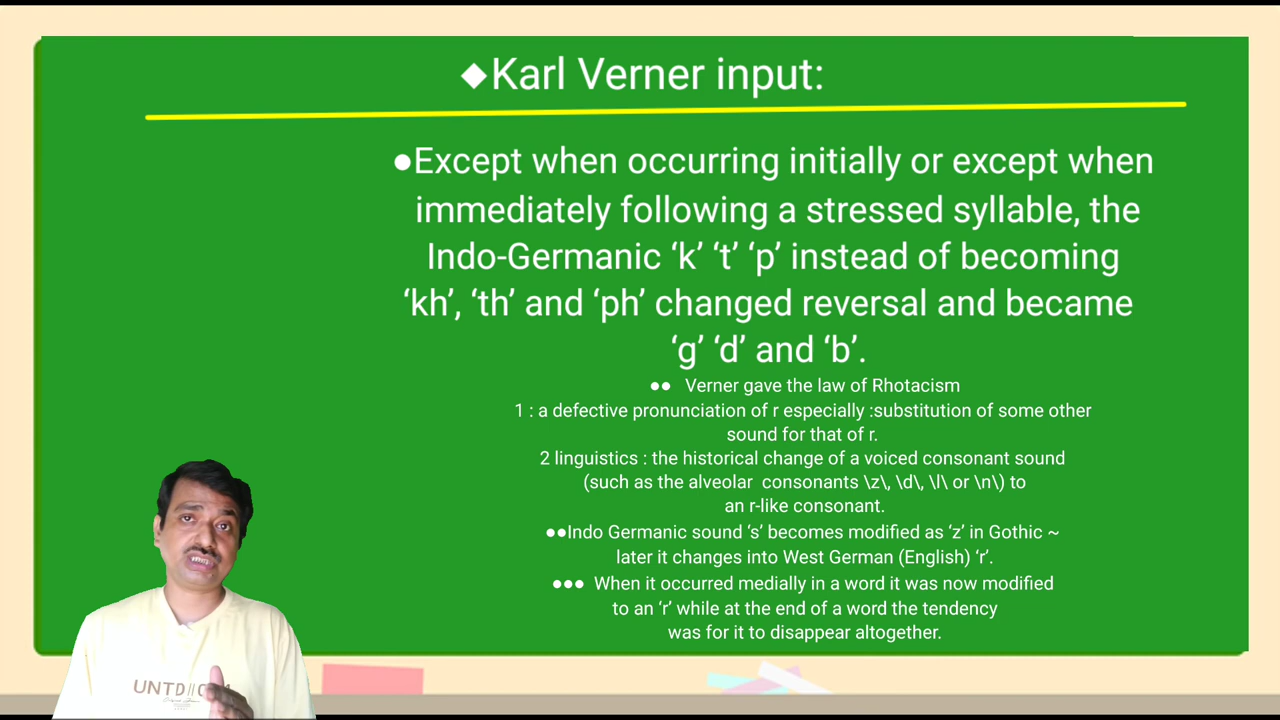 ◆Karl Verner input:
●Except when occurring initially or except when
immediately following a stressed syllable, the
Indo-Germanic ‘k’ ‘t’ ‘p’ instead of becoming
‘kh’, ‘th’ and ‘ph’ changed reversal and became
‘g’ ‘d’ and ‘b’.
●● Verner gave the law of Rhotacism
1 : a defective pronunciation of r especially :substitution of some other
sound for that of r.
2 linguistics : the historical change of a voiced consonant sound
(such as the alveolar consonants \z\, \d\, \l\ or \n\) to
an r-like consonant.
●●Indo Germanic sound ‘s’ becomes modified as ‘z’ in Gothic ~
later it changes into West German (English) ‘r’.
●●● When it occurred medially in a word it was now modified
to an ‘r’ while at the end of a word the tendency
was for it to disappear altogether.